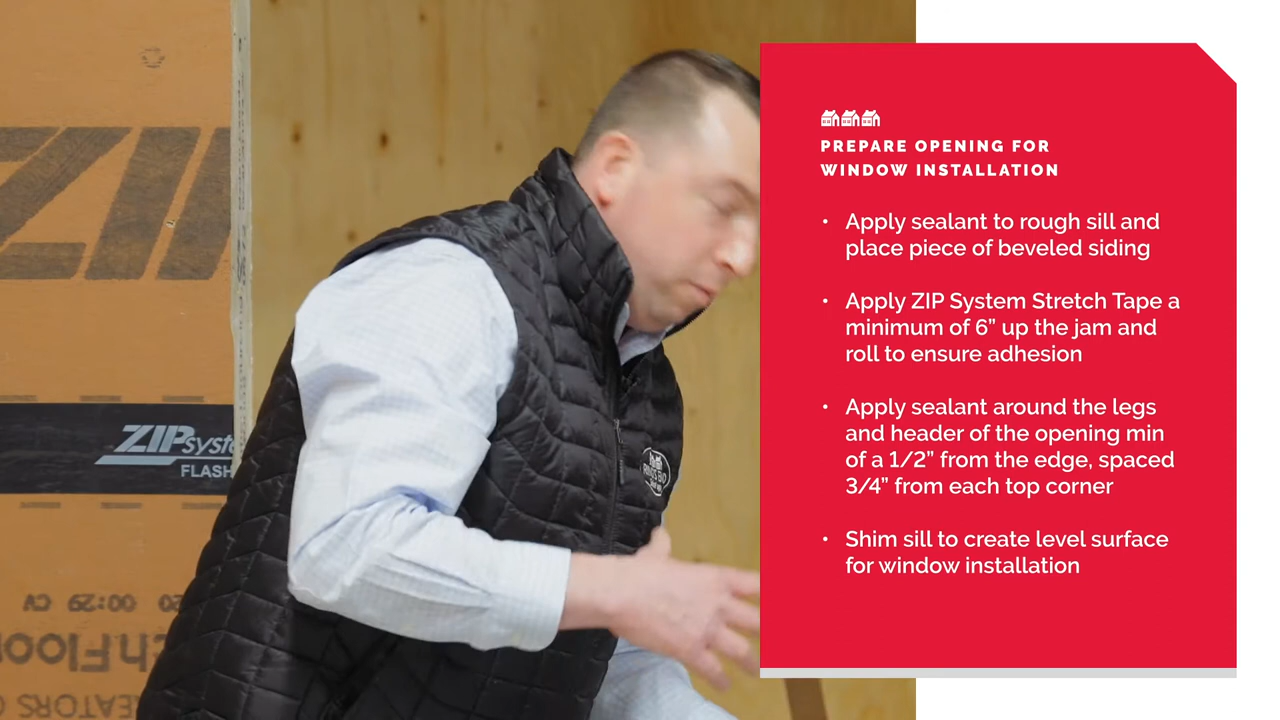 ZIP
ZIP
FLASH
PREPARE OPENING FOR
WINDOW INSTALLATION
• Apply sealant to rough sill and
place piece of beveled siding
• Apply ZIP System Stretch Tape a
minimum of 6” up the jam and
roll to ensure adhesion
• Apply sealant around the legs
and header of the opening min
of a 1/2” from the edge, spaced
3/4” from each top corner
• Shim sill to create level surface
for window installation